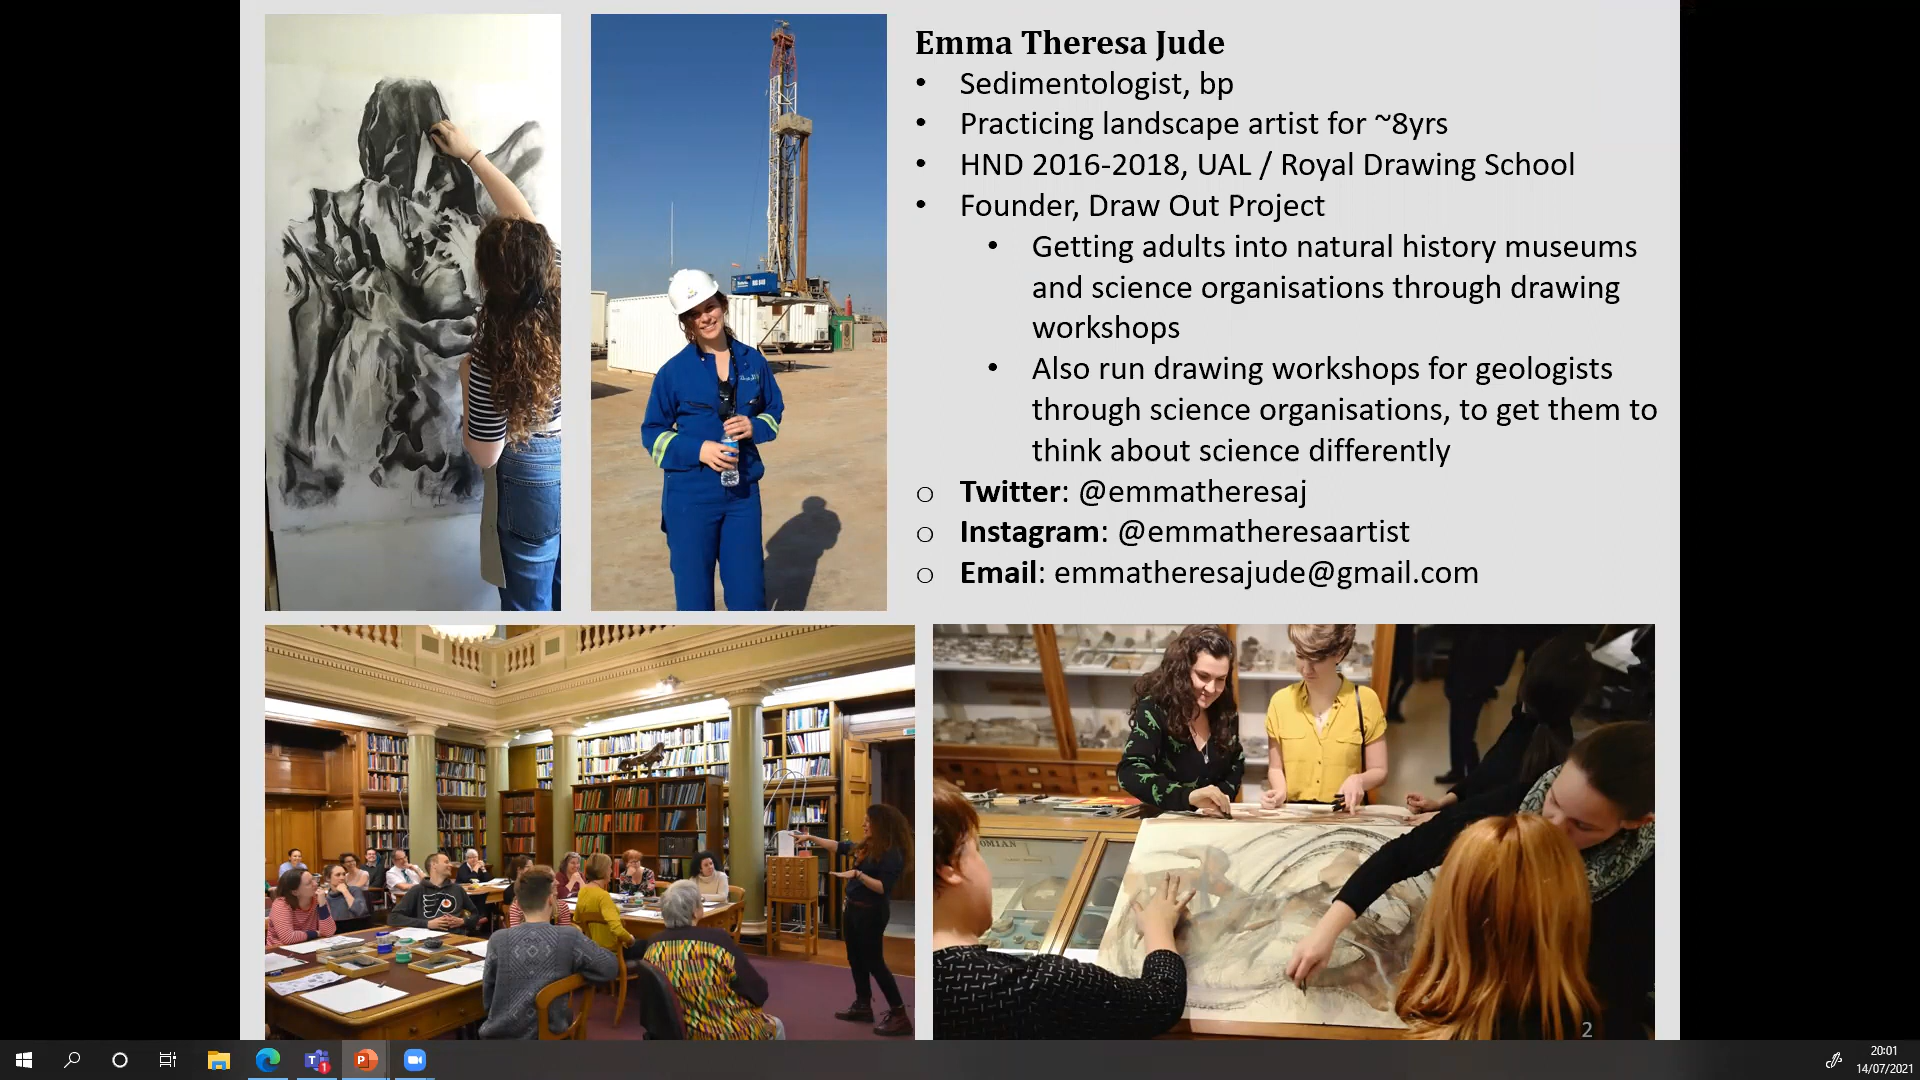 Emma Theresa Jude
• Sedimentologist, bp
• Practicing landscape artist for ~8yrs
• HND 2016-2018, UAL / Royal Drawing School
• Founder, Draw Out Project
• Getting adults into natural history museums
and science organisations through drawing
workshops
• Also run drawing workshops for geologists
through science organisations, to get them to
think about science differently
○ Twitter: @emmatheresaj
○ Instagram: @emmatheresaartist
○ Email: emmatheresajude@gmail.com
2
20:01
14/07/2021